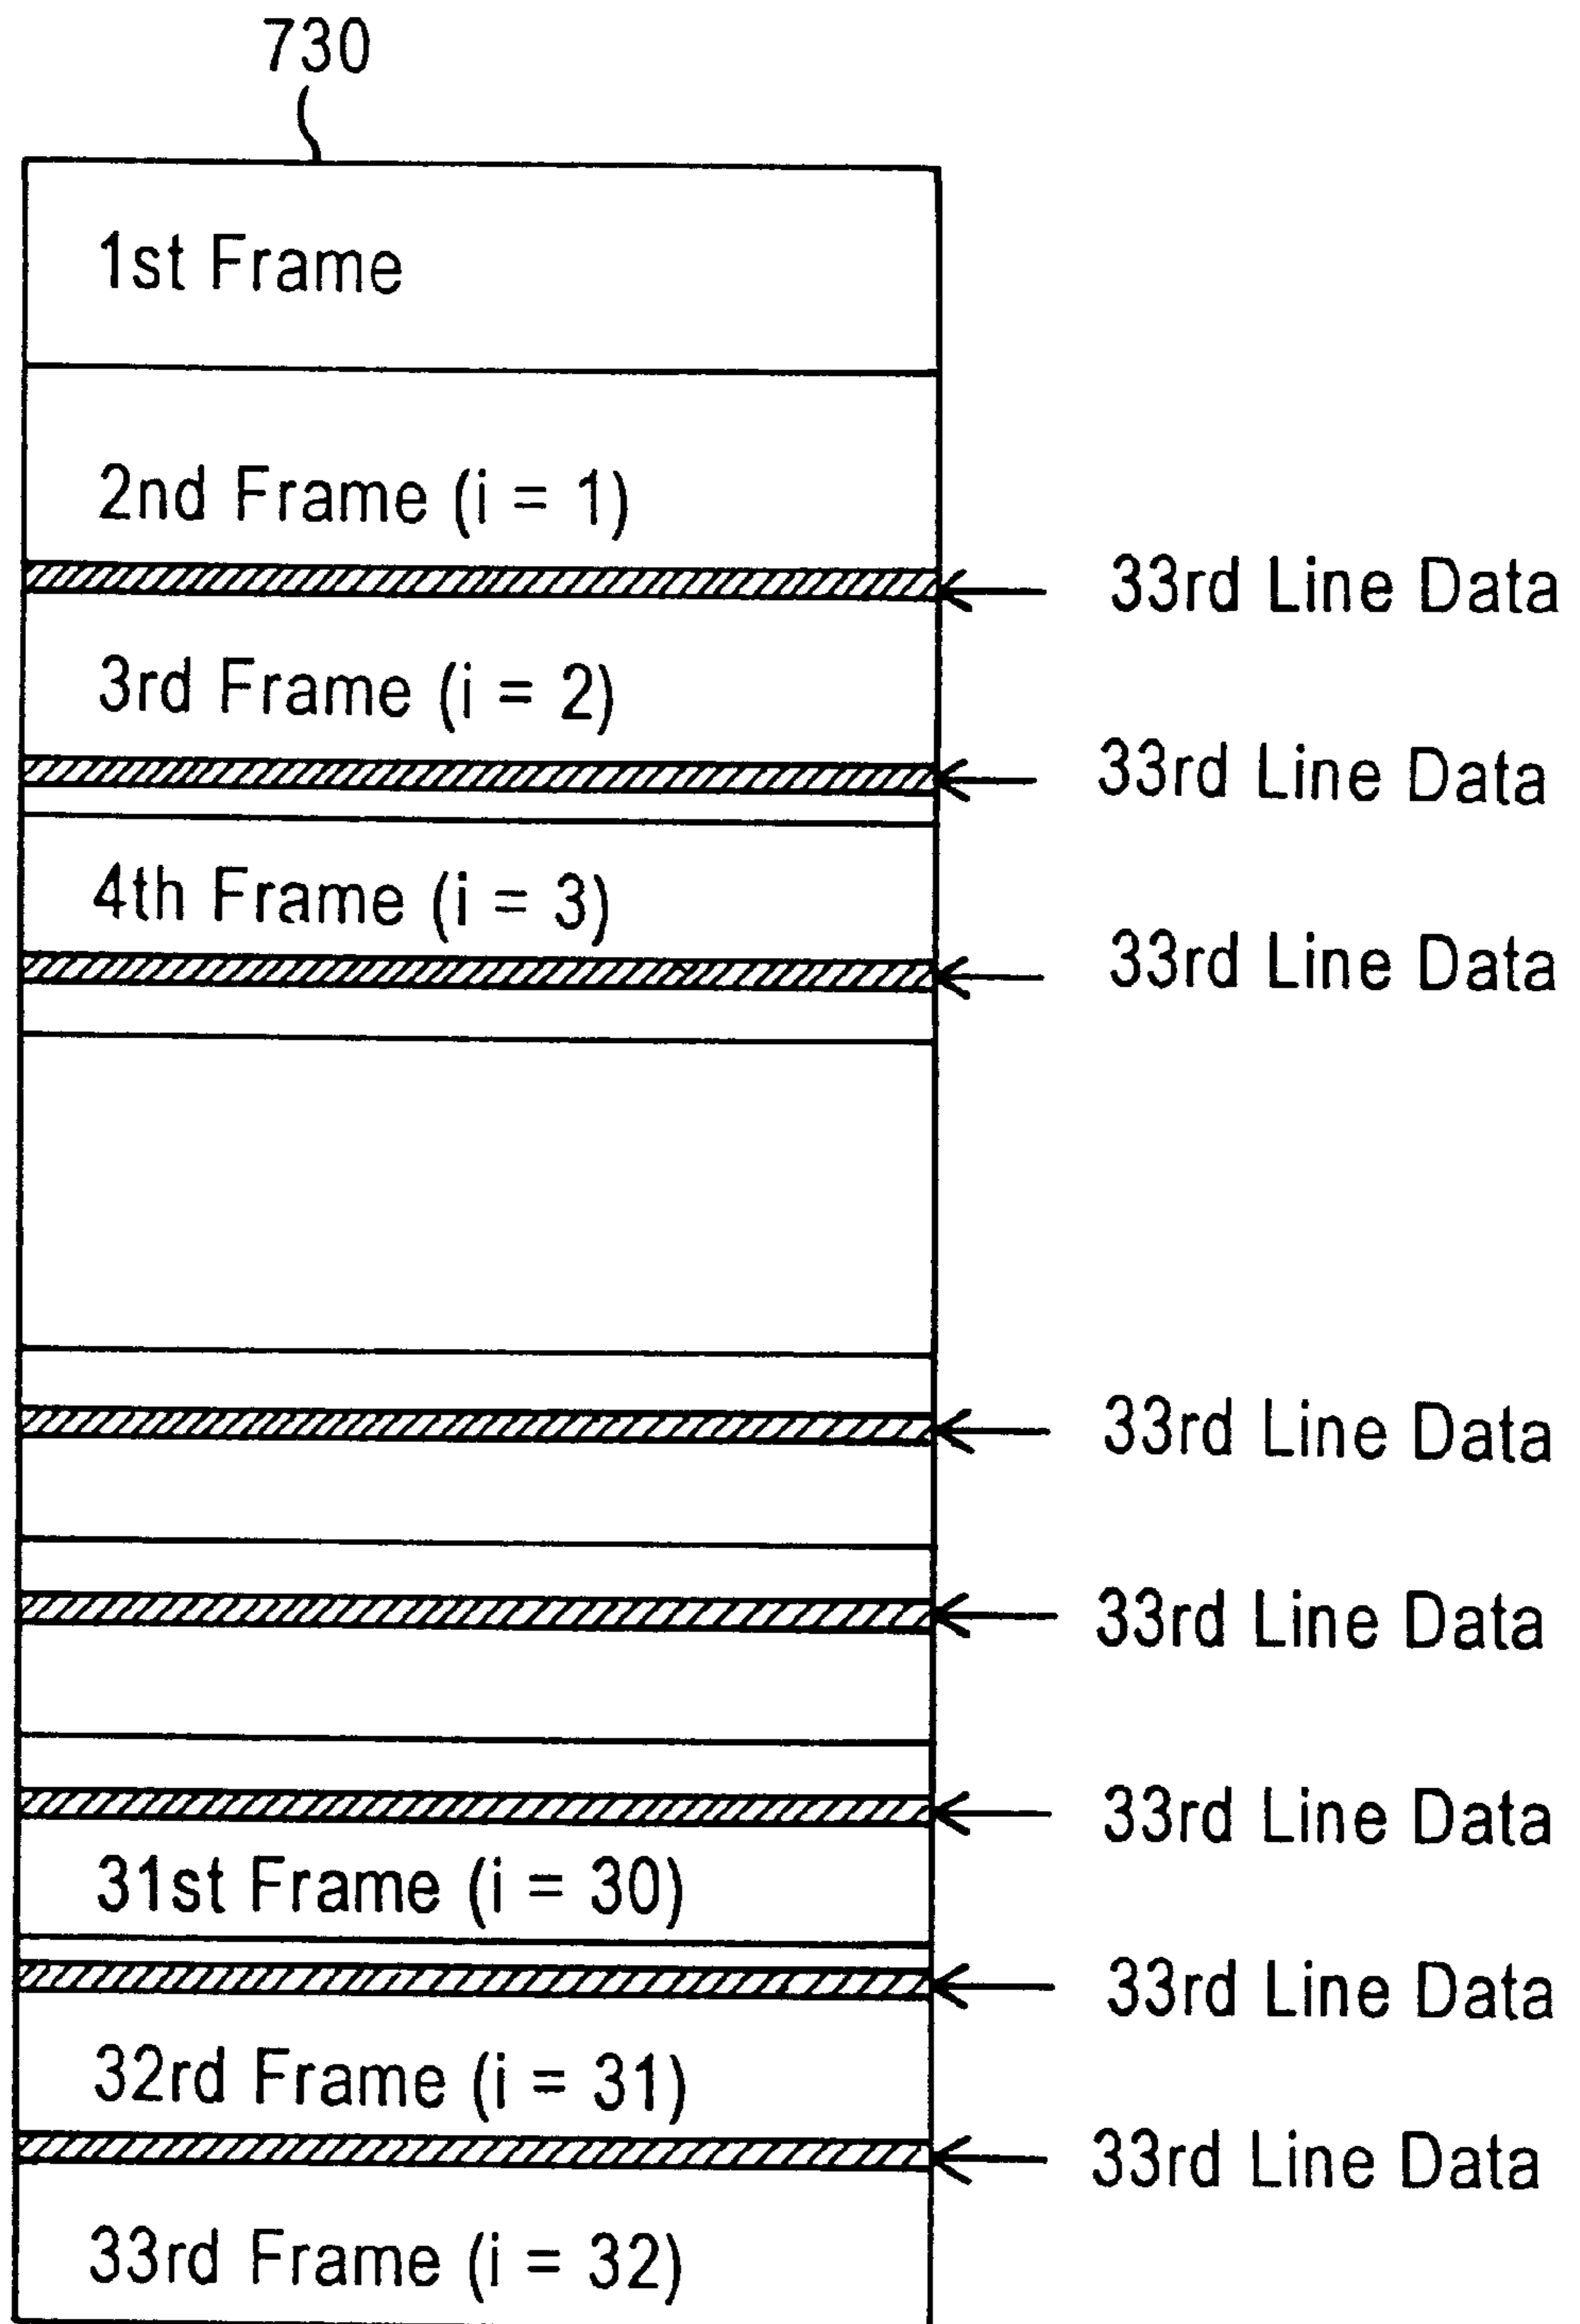 730
1st Frame
2nd Frame (i = 1)
33rd Line Data
3rd Frame (i = 2)
33rd Line Data
4th Frame (i = 3)
33rd Line Data
33rd Line Data
33rd Line Data
33rd Line Data
31st Frame (i = 30)
33rd Line Data
32rd Frame (i = 31)
33rd Line Data
33rd Frame (i = 32)